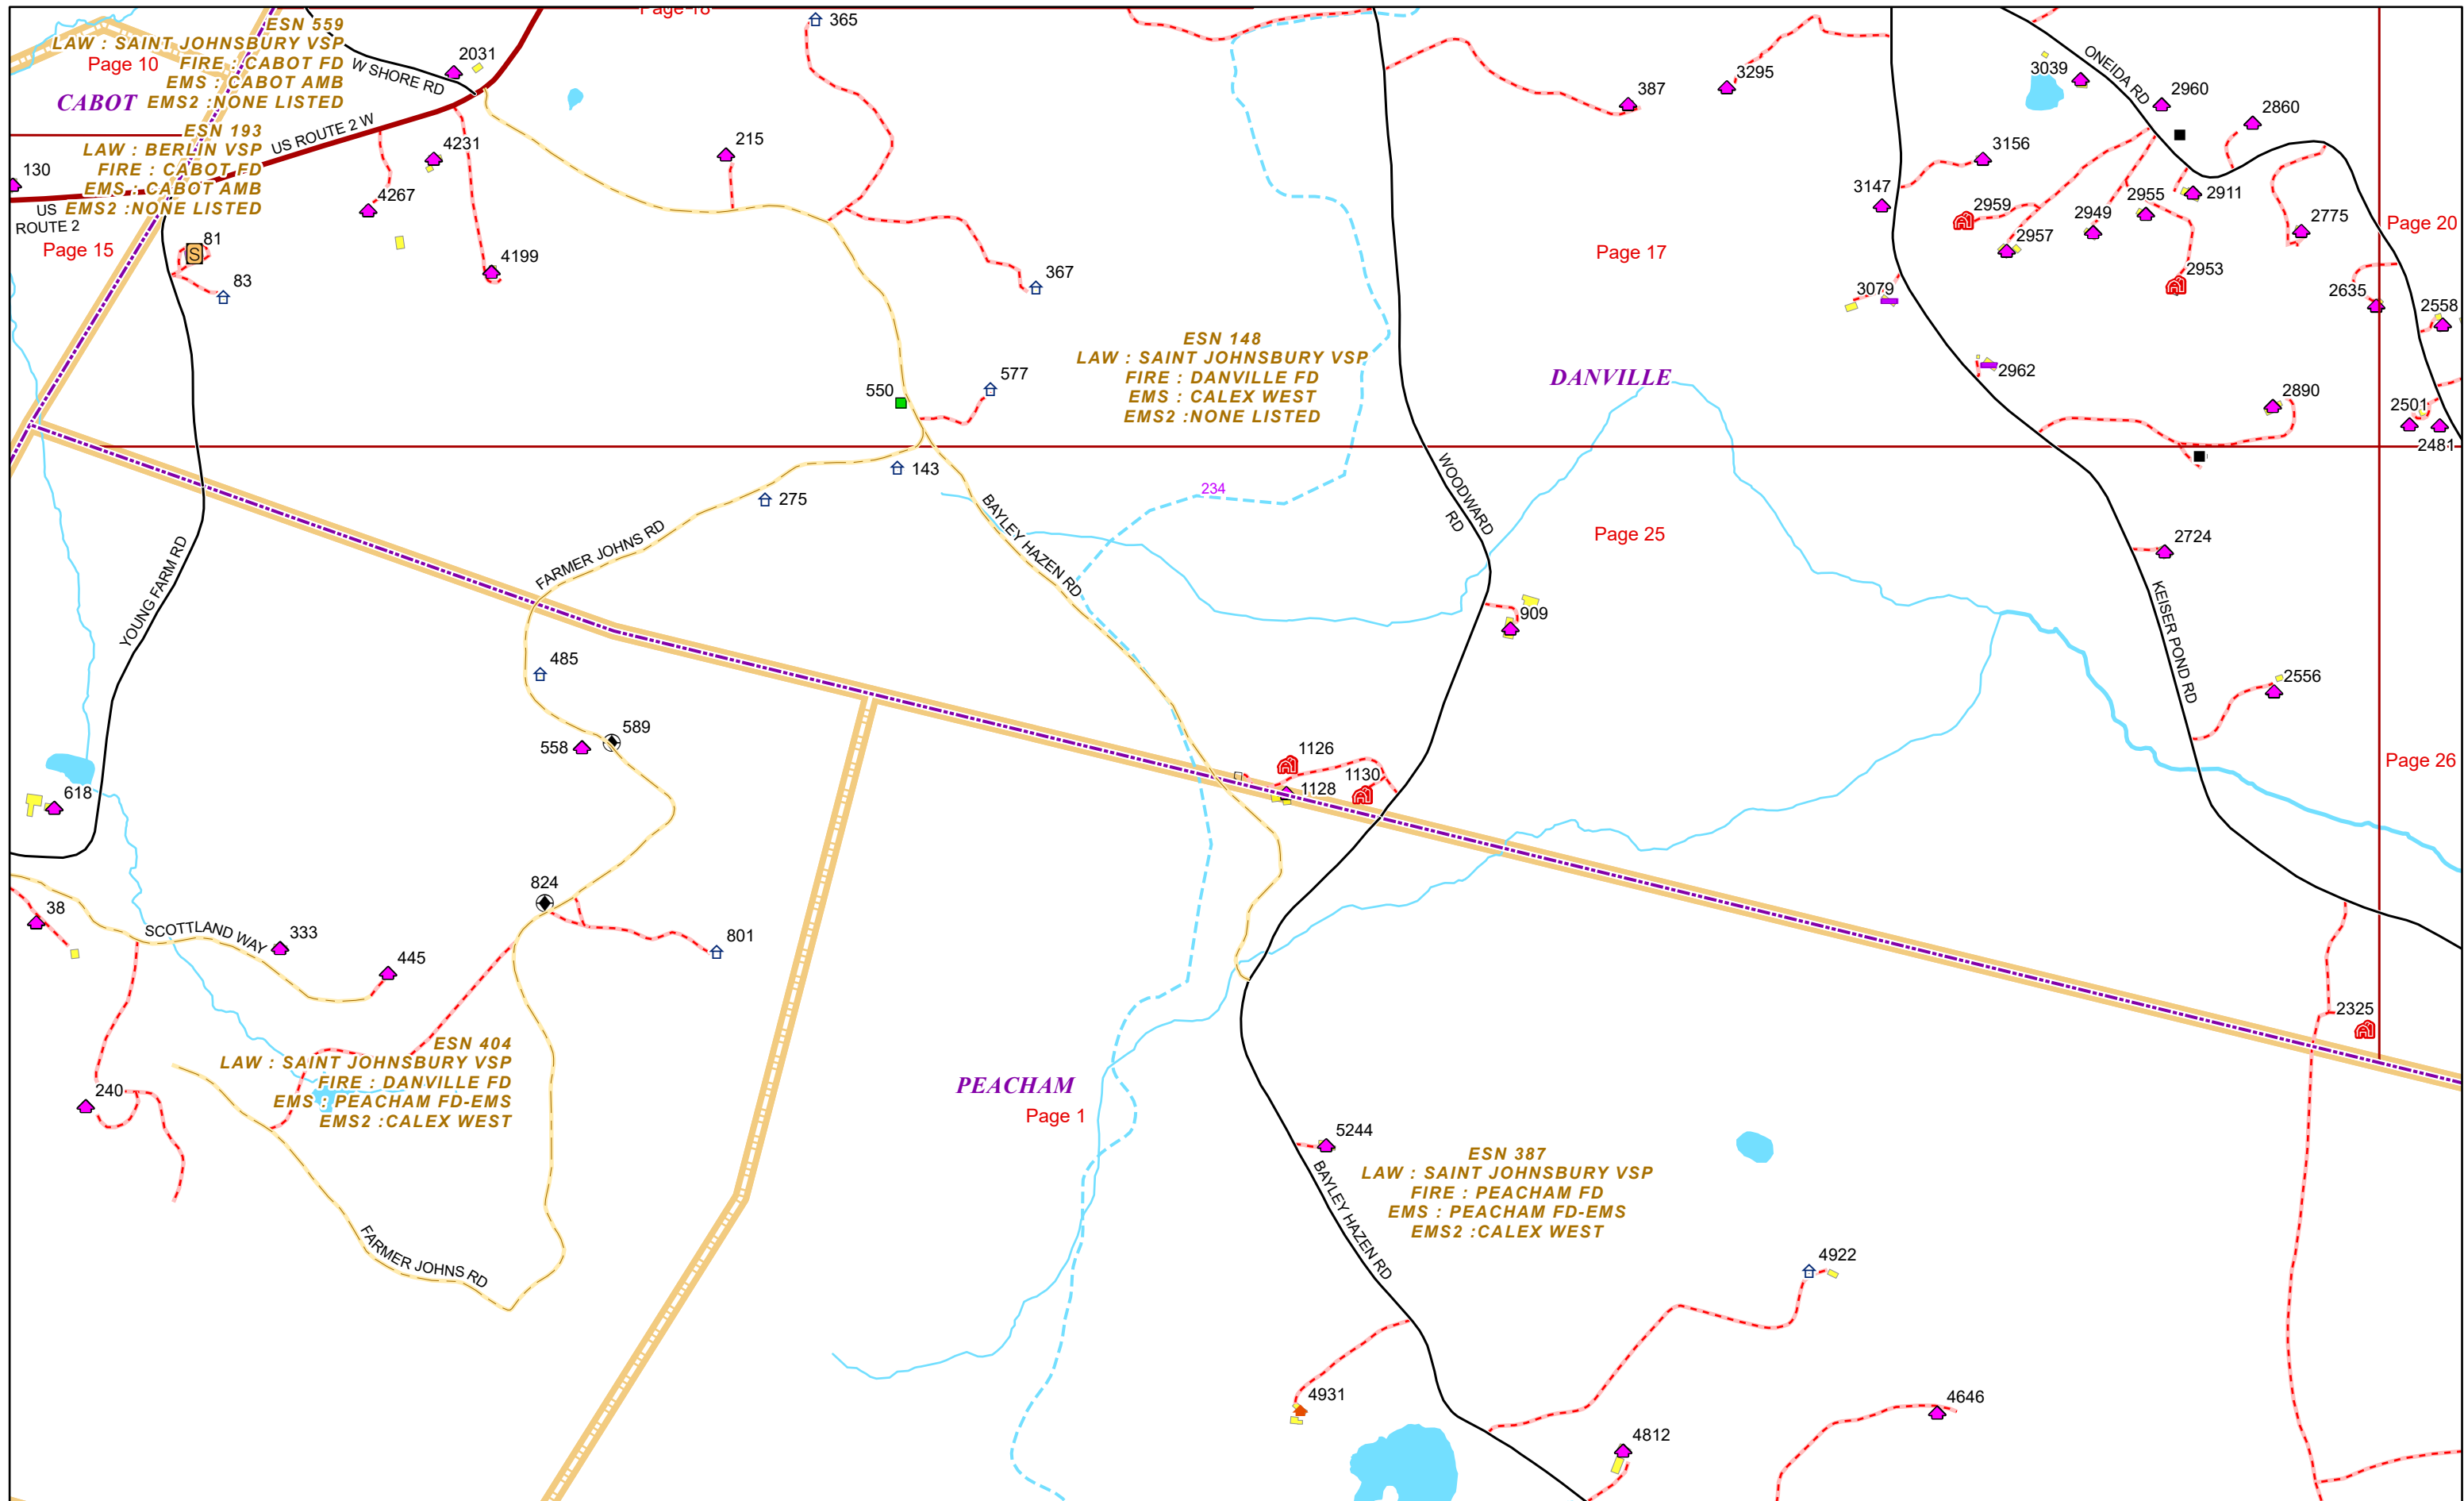 Page 18
365
ESN 559
LAW : SAINT JOHNSBURY VSP
FIRE : CABOT FD
EMS : CABOT AMB
EMS2 :NONE LISTED
Page 10
CABOT
W SHORE RD
2031
ESN 193
LAW : BERLIN VSP
FIRE : CABOT FD
EMS : CABOT AMB
EMS2 :NONE LISTED
US ROUTE 2 W
130
US
ROUTE 2
Page 15
4231
4267
4199
81
S
83
215
367
550
577
387
3295
ONEIDA RD
3039
2960
2860
3156
3147
2959
2957
2949
2955
2911
2953
2775
Page 20
Page 17
3079
2635
2558
2962
2890
2501
2481
ESN 148
LAW : SAINT JOHNSBURY VSP
FIRE : DANVILLE FD
EMS : CALEX WEST
EMS2 :NONE LISTED
DANVILLE
143
275
234
BAYLEY HAZEN RD
WOODWARD
RD
Page 25
FARMER JOHNS RD
YOUNG FARM RD
2724
KEISER POND RD
909
2556
485
589
558
1126
1130
1128
Page 26
618
824
38
SCOTTLAND WAY
333
445
801
2325
ESN 404
LAW : SAINT JOHNSBURY VSP
FIRE : DANVILLE FD
EMS : PEACHAM FD-EMS
EMS2 :CALEX WEST
240
PEACHAM
Page 1
5244
BAYLEY HAZEN RD
ESN 387
LAW : SAINT JOHNSBURY VSP
FIRE : PEACHAM FD
EMS : PEACHAM FD-EMS
EMS2 :CALEX WEST
FARMER JOHNS RD
4922
4931
4812
4646